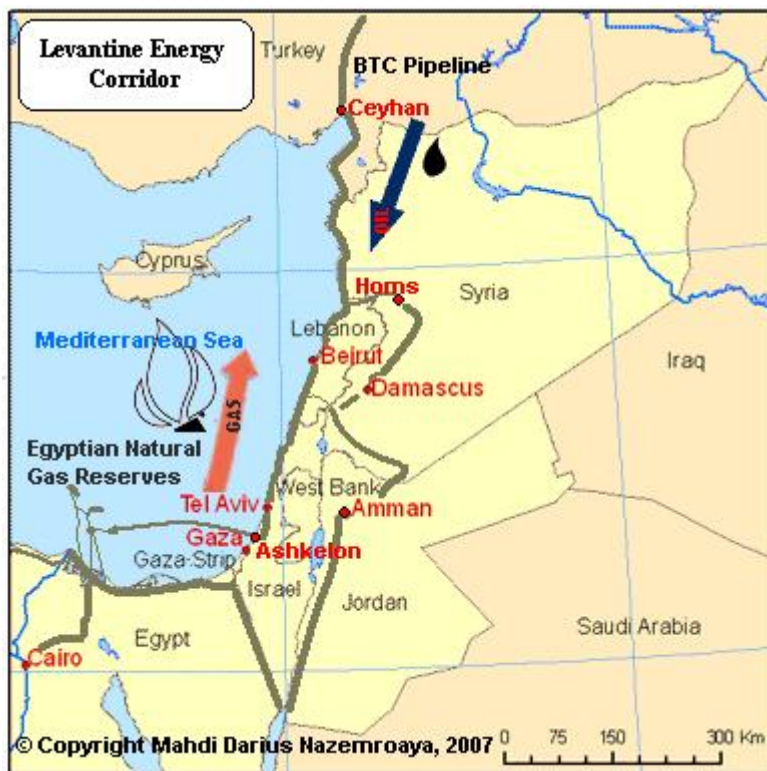 Levantine Energy
Corridor
Turkey
BTC Pipeline
Ceyhan
OIL
Cyprus
Homs
Syria
Mediterranean Sea
Lebanon
Beirut
Iraq
Damascus
GAS
Egyptian Natural
Gas Reserves
West Bank
Tel Aviv
Amman
Gaza
Ashkelon
Gaza-Strip
Israel
Jordan
Saudi Arabia
Egypt
Cairo
© Copyright Mahdi Darius Nazemroaya, 2007
0 75 150 300 Km